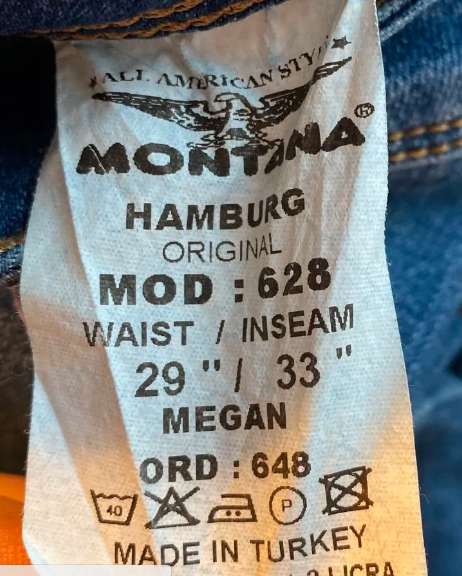 ★ALL AMERICAN STYLE★
MONTANA®
HAMBURG
ORIGINAL
MOD : 628
WAIST / INSEAM
29 " / 33 "
MEGAN
ORD : 648
40 P
MADE IN TURKEY
LICRA